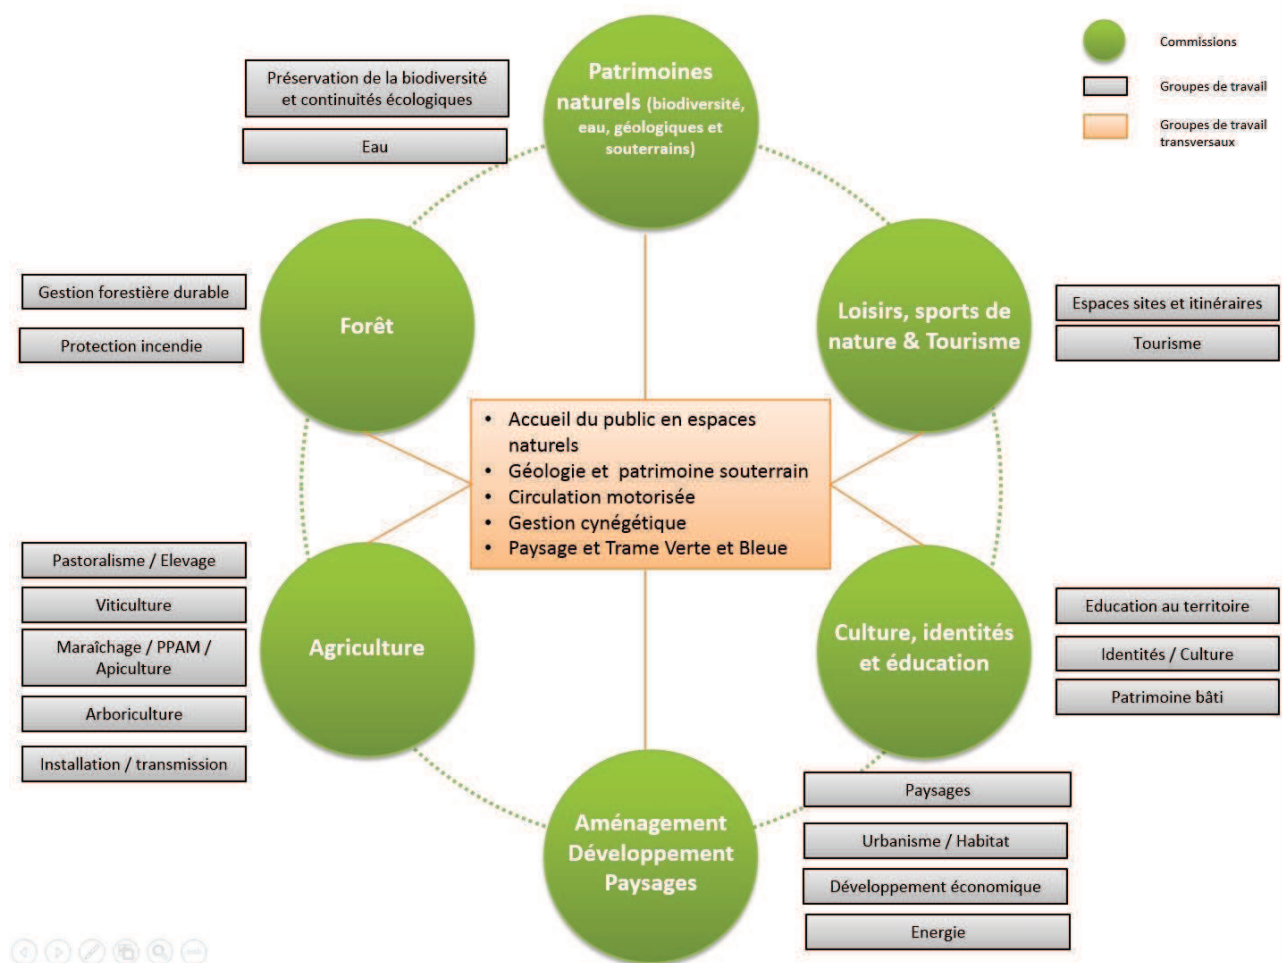 Patrimoines
naturels (biodiversité,
eau, géologiques et
souterrains)
Commissions
Groupes de travail
Groupes de travail
transversaux
Préservation de la biodiversité
et continuités écologiques
Eau
Gestion forestière durable
Protection incendie
Forêt
Loisirs, sports de
nature & Tourisme
Espaces sites et itinéraires
Tourisme
• Accueil du public en espaces
naturels
• Géologie et patrimoine souterrain
• Circulation motorisée
• Gestion cynégétique
• Paysage et Trame Verte et Bleue
Pastoralisme / Elevage
Viticulture
Maraîchage / PPAM /
Apiculture
Arboriculture
Installation / transmission
Agriculture
Culture, identités
et éducation
Education au territoire
Identités / Culture
Patrimoine bâti
Aménagement
Développement
Paysages
Paysages
Urbanisme / Habitat
Développement économique
Energie